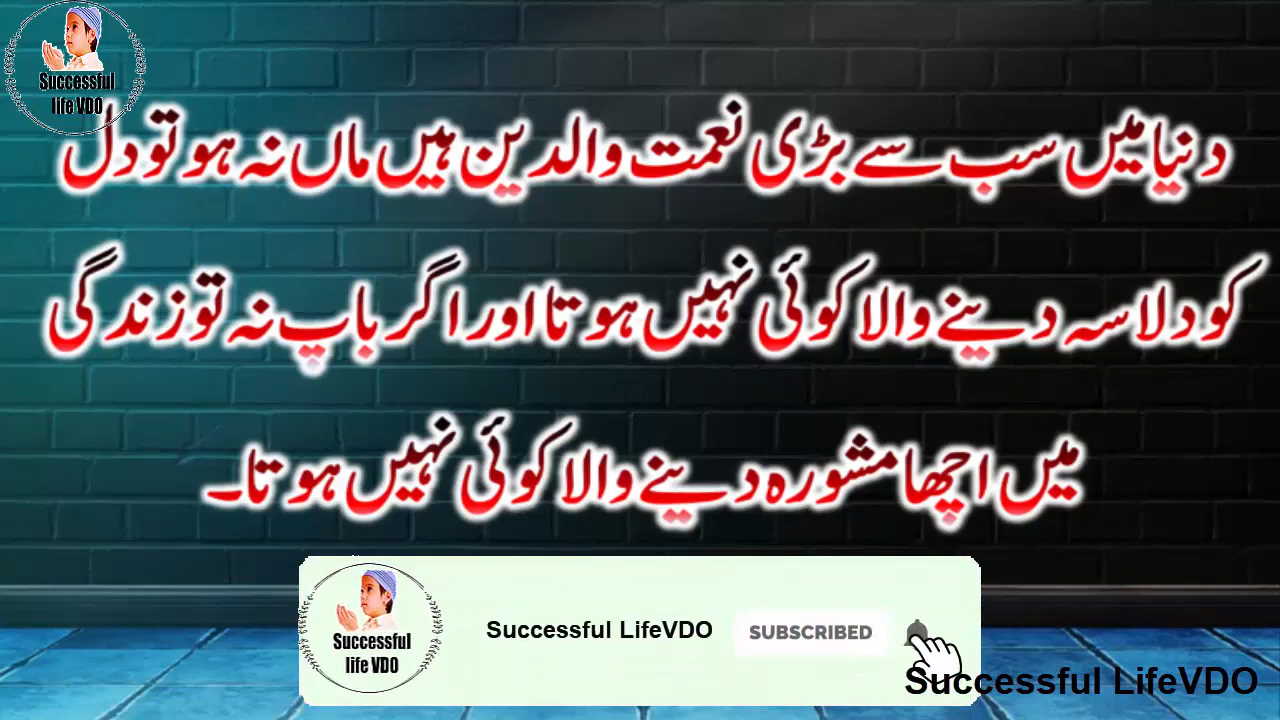 Successful
life VDO
دنیا میں سب سے بڑی نعمت والدین ہیں ماں نہ ہو تو دل
کو دلاسہ دینے والا کوئی نہیں ہوتا اور اگر باپ نہ تو زندگی
میں اچھا مشورہ دینے والا کوئی نہیں ہوتا۔
Successful
life VDO
Successful LifeVDO
SUBSCRIBED
Successful LifeVDO